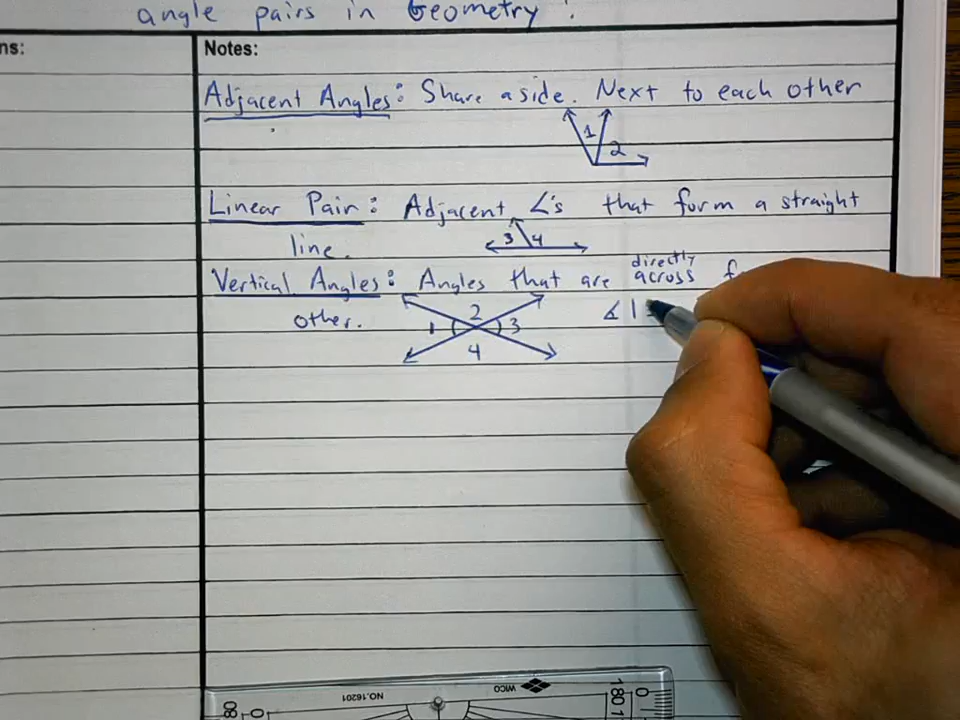 angle pairs in Geometry .
ns:
Notes:
Adjacent Angles: Share a side. Next to each other
1
2
Linear Pair: Adjacent ∠'s that form a straight
line.
3 4
directly
Vertical Angles: Angles that are across
other.
1 2 3
4
∡1
NO.16201
WICO
180 0